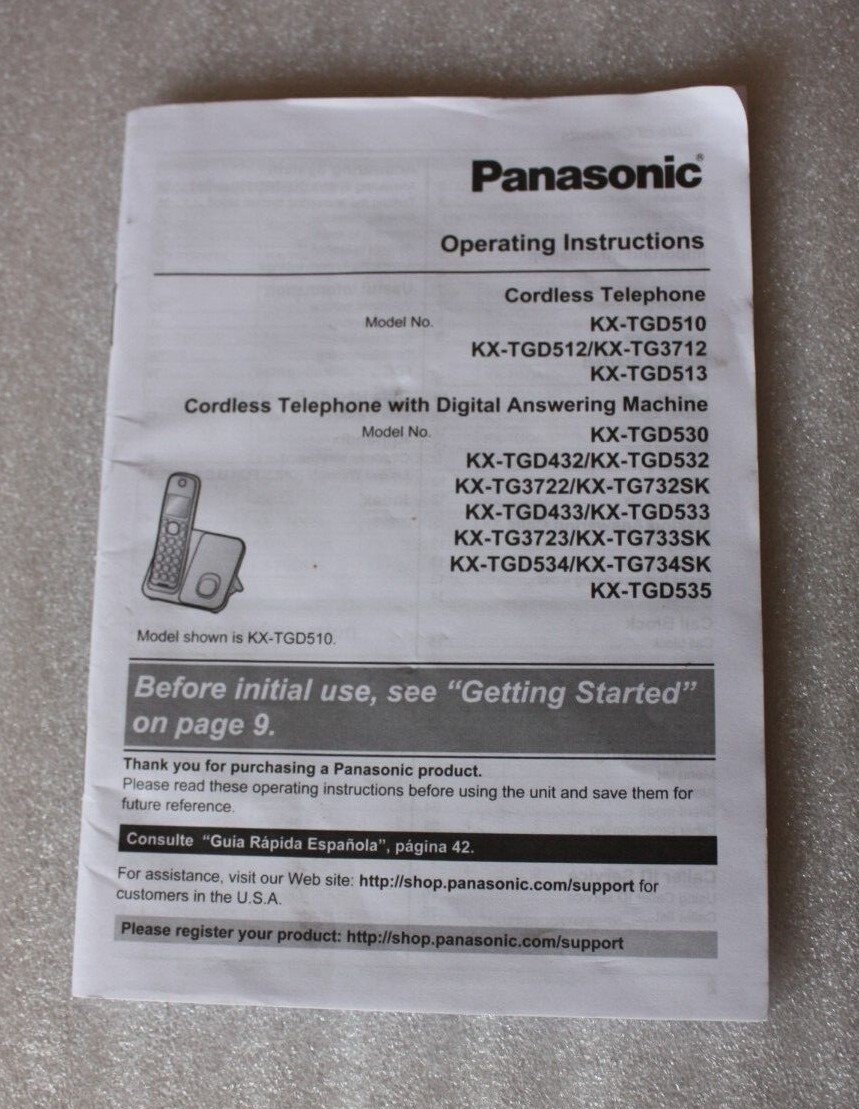 Panasonic®
Operating Instructions
Cordless Telephone
Model No. KX-TGD510
KX-TGD512/KX-TG3712
KX-TGD513
Cordless Telephone with Digital Answering Machine
Model No. KX-TGD530
KX-TGD432/KX-TGD532
KX-TG3722/KX-TG732SK
KX-TGD433/KX-TGD533
KX-TG3723/KX-TG733SK
KX-TGD534/KX-TG734SK
KX-TGD535
Model shown is KX-TGD510.
Before initial use, see “Getting Started”
on page 9.
Thank you for purchasing a Panasonic product.
Please read these operating instructions before using the unit and save them for
future reference.
Consulte “Guía Rápida Española”, página 42.
For assistance, visit our Web site: http://shop.panasonic.com/support for
customers in the U.S.A.
Please register your product: http://shop.panasonic.com/support